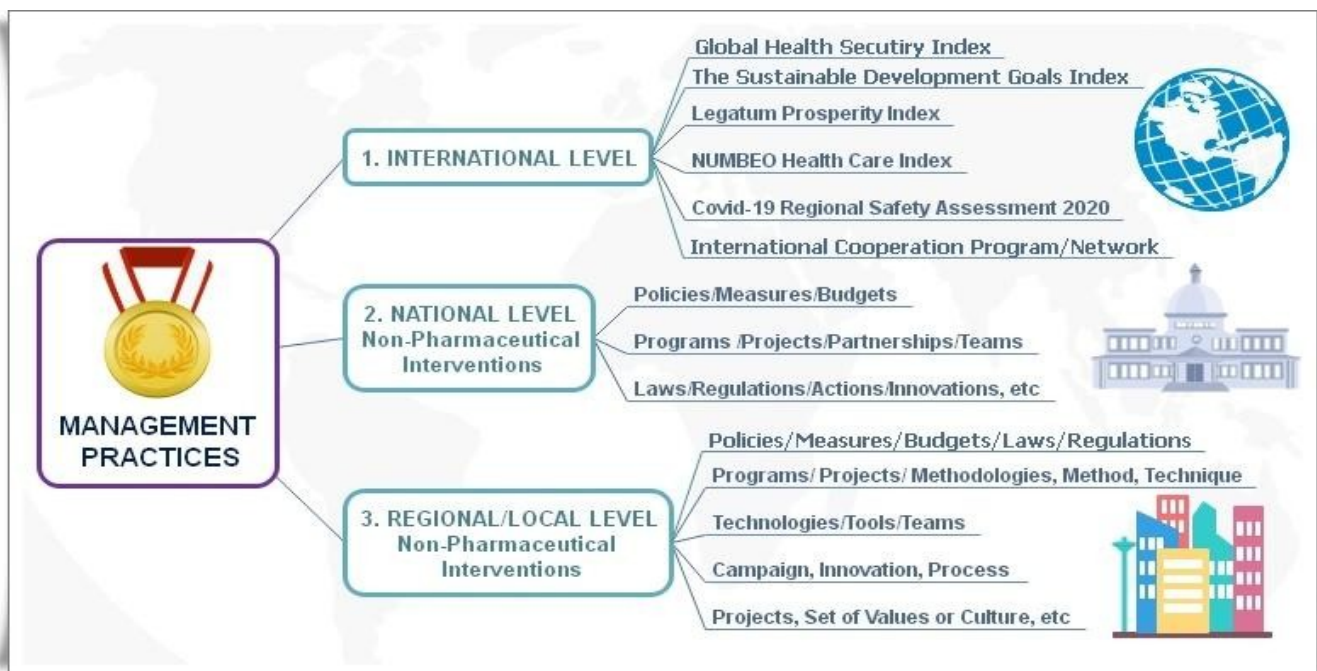 MANAGEMENT
PRACTICES
1. INTERNATIONAL LEVEL
Global Health Secutiry Index
The Sustainable Development Goals Index
Legatum Prosperity Index
NUMBEO Health Care Index
Covid-19 Regional Safety Assessment 2020
International Cooperation Program/Network
2. NATIONAL LEVEL
Non-Pharmaceutical
Interventions
Policies/Measures/Budgets
Programs /Projects/Partnerships/Teams
Laws/Regulations/Actions/Innovations, etc
3. REGIONAL/LOCAL LEVEL
Non-Pharmaceutical
Interventions
Policies/Measures/Budgets/Laws/Regulations
Programs/ Projects/ Methodologies, Method, Technique
Technologies/Tools/Teams
Campaign, Innovation, Process
Projects, Set of Values or Culture, etc